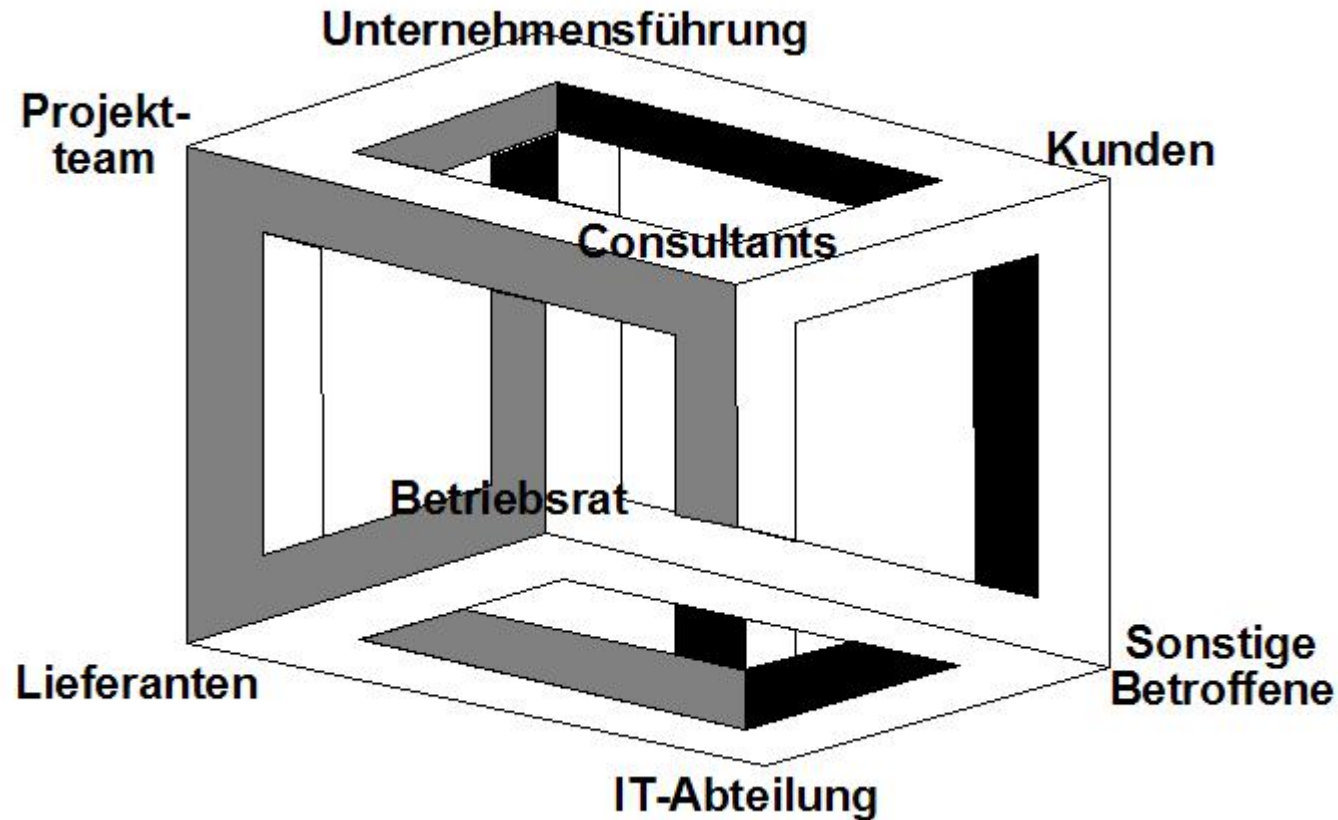 Unternehmensführung
Projekt-
team
Kunden
Consultants
Betriebsrat
Lieferanten
Sonstige
Betroffene
IT-Abteilung